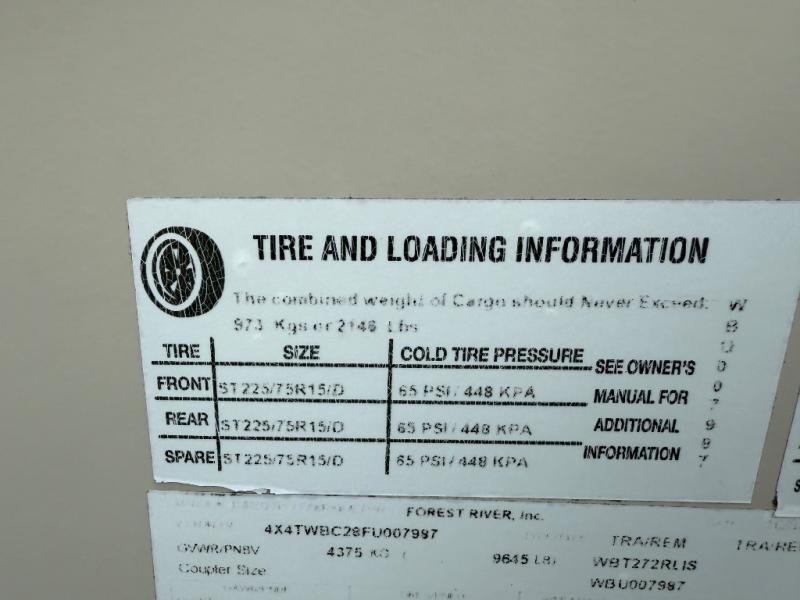 TIRE AND LOADING INFORMATION
The combined weight of Cargo should Never Exceed:
973 Kgs or 2146 Lbs
TIRE SIZE COLD TIRE PRESSURE
FRONT ST225/75R15/D 65 PSI/448 KPA
REAR ST225/75R15/D 65 PSI/448 KPA
SPARE ST225/75R15/D 65 PSI/448 KPA
SEE OWNER'S
MANUAL FOR
ADDITIONAL
INFORMATION
WBU007987
FOREST RIVER, Inc.
4X4TWBC28FU007987
GVWR/PNBV 4375 KG ( 9645 LB)
Coupler Size
TRA/REM TRA/RE
WBT272RLIS
WBU007987